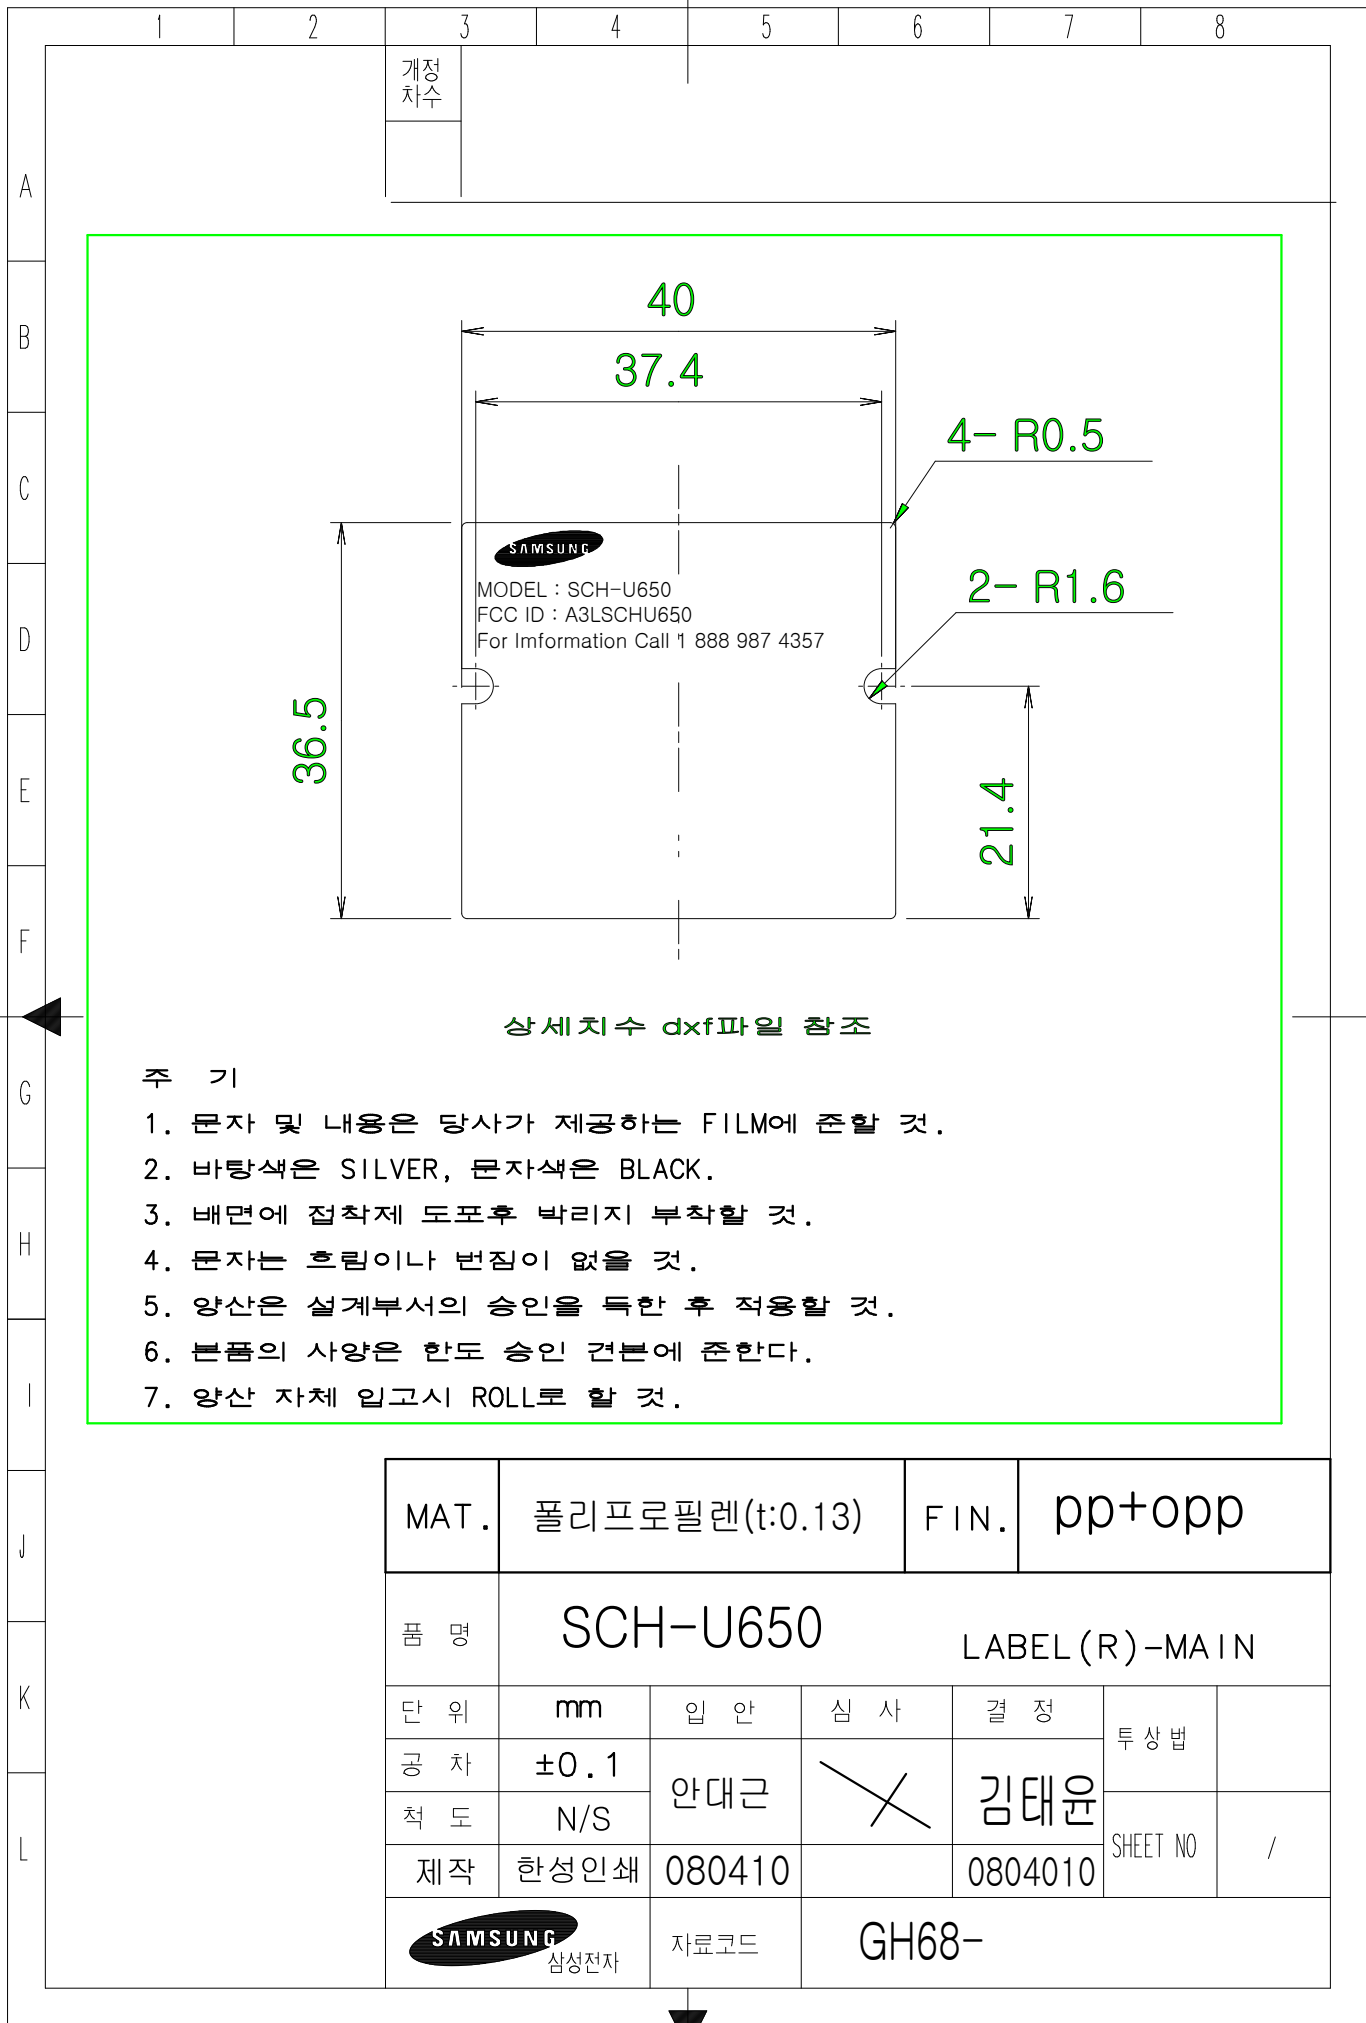 1 2 3 4 5 6 7 8
개정
차수
A
B
C
D
E
F
G
H
I
J
K
L
40
37.4
4- R0.5
2- R1.6
36.5
21.4
SAMSUNG
MODEL : SCH-U650
FCC ID : A3LSCHU650
For Imformation Call 1 888 987 4357
상세치수 dxf파일 참조
주 기
1. 문자 및 내용은 당사가 제공하는 FILM에 준할 것.
2. 바탕색은 SILVER, 문자색은 BLACK.
3. 배면에 접착제 도포후 박리지 부착할 것.
4. 문자는 흐림이나 번짐이 없을 것.
5. 양산은 설계부서의 승인을 득한 후 적용할 것.
6. 본품의 사양은 한도 승인 견본에 준한다.
7. 양산 자체 입고시 ROLL로 할 것.
MAT. 폴리프로필렌(t:0.13) FIN. pp+opp
품 명 SCH-U650 LABEL(R)-MAIN
단 위 mm 입 안 심 사 결 정 투상법
공 차 ±0.1 안대근 김태윤
척 도 N/S SHEET NO /
제작 한성인쇄 080410 0804010
SAMSUNG 삼성전자 자료코드 GH68-